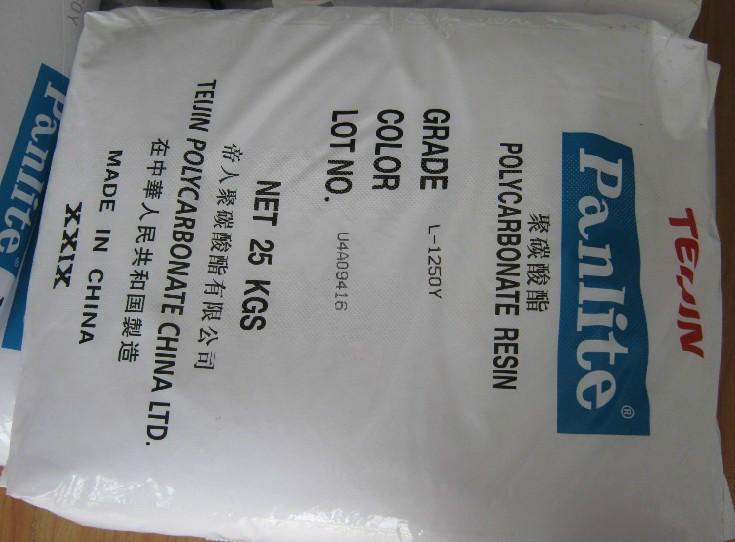 TEIJIN
Panlite®
聚碳酸酯
POLYCARBONATE RESIN
GRADE L-1250Y
COLOR
LOT NO. U4A09416
NET 25 KGS
帝人聚碳酸酯有限公司
TEIJIN POLYCARBONATE CHINA LTD.
在中華人民共和国製造
MADE IN CHINA
XXIX
Panlite®